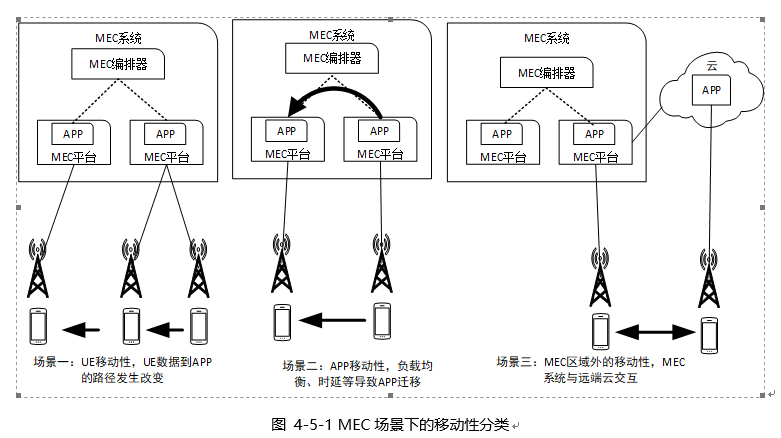 MEC系统
MEC编排器
APP
APP
MEC平台
MEC平台
场景一：UE移动性，UE数据到APP
的路径发生改变
MEC系统
MEC编排器
APP
APP
MEC平台
MEC平台
场景二：APP移动性，负载均
衡、时延等导致APP迁移
MEC系统
MEC编排器
APP
APP
MEC平台
MEC平台
云
APP
场景三：MEC区域外的移动性，MEC
系统与远端云交互
图 4-5-1 MEC 场景下的移动性分类